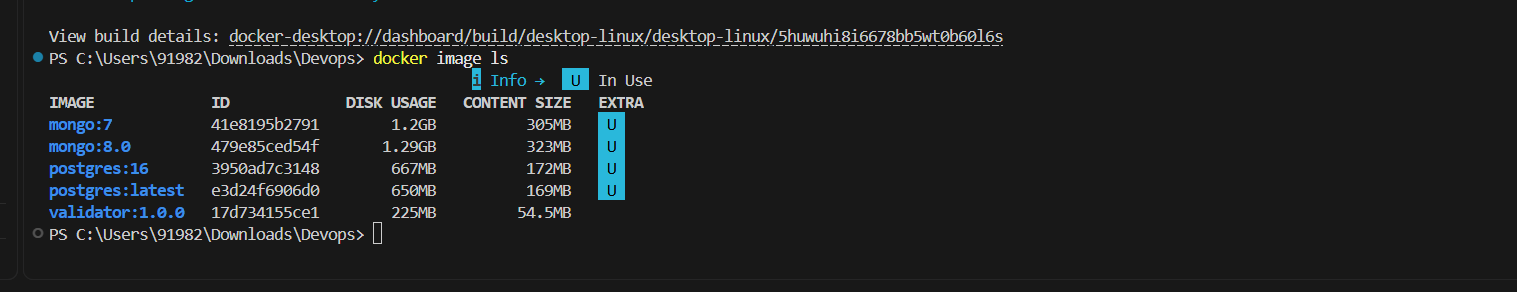 View build details: docker-desktop://dashboard/build/desktop-linux/desktop-linux/5huwuhi8i6678bb5wt0b60l6s
PS C:\Users\91982\Downloads\Devops> docker image ls
i Info → U In Use
IMAGE ID DISK USAGE CONTENT SIZE EXTRA
mongo:7 41e8195b2791 1.2GB 305MB U
mongo:8.0 479e85ced54f 1.29GB 323MB U
postgres:16 3950ad7c3148 667MB 172MB U
postgres:latest e3d24f6906d0 650MB 169MB U
validator:1.0.0 17d734155ce1 225MB 54.5MB
PS C:\Users\91982\Downloads\Devops>